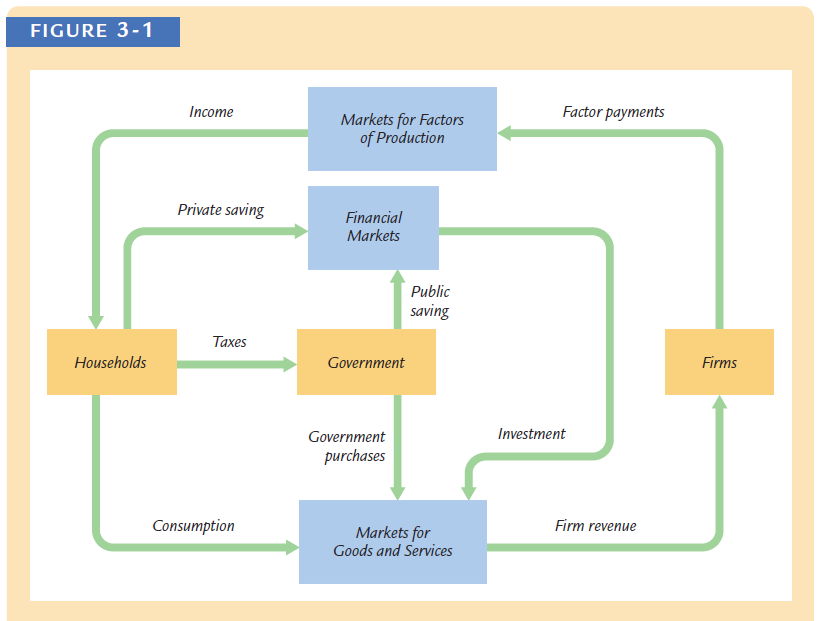 FIGURE 3-1
Income
Markets for Factors
of Production
Factor payments
Private saving
Financial
Markets
Public
saving
Households
Taxes
Government
Firms
Government
purchases
Investment
Consumption
Markets for
Goods and Services
Firm revenue